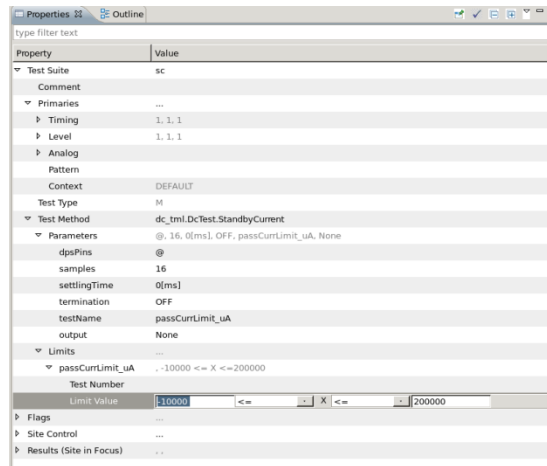 Properties Outline
type filter text
Property Value
Test Suite sc
Comment
Primaries ...
Timing 1, 1, 1
Level 1, 1, 1
Analog
Pattern
Context DEFAULT
Test Type M
Test Method dc_tml.DcTest.StandbyCurrent
Parameters @, 16, 0[ms], OFF, passCurrLimit_uA, None
dpsPins @
samples 16
settlingTime 0[ms]
termination OFF
testName passCurrLimit_uA
output None
Limits ...
passCurrLimit_uA , -10000 <= X <=200000
Test Number
Limit Value -10000 <= X <= 200000
Flags ...
Site Control ...
Results (Site in Focus) . .